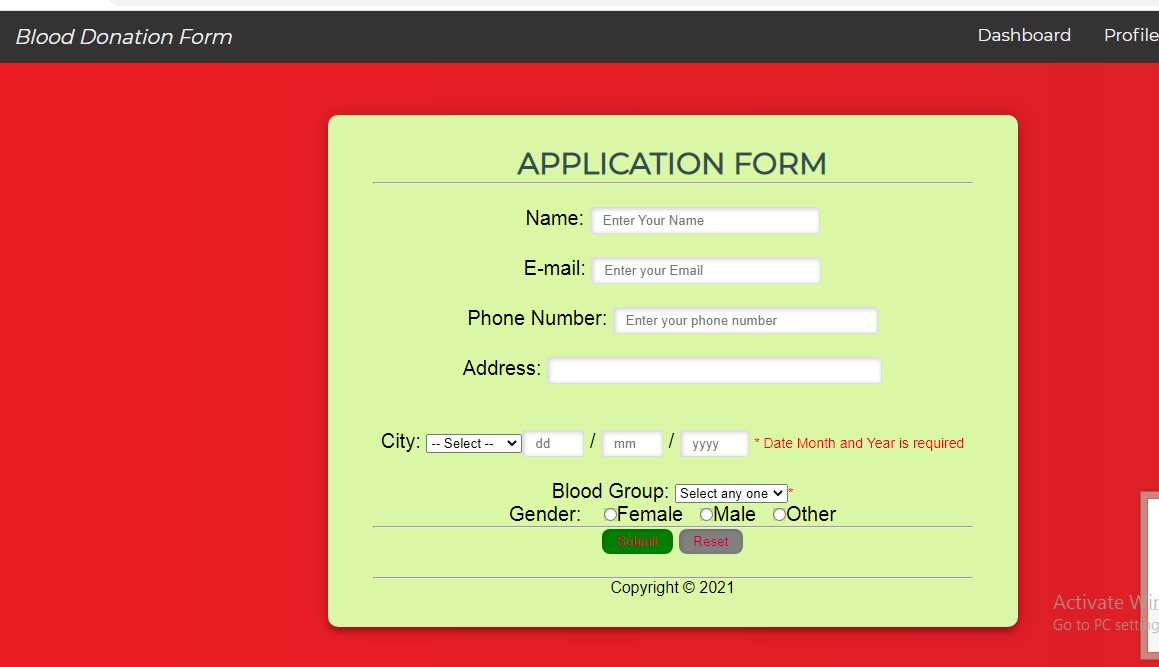 Blood Donation Form
Dashboard Profile
APPLICATION FORM
Name: Enter Your Name
E-mail: Enter your Email
Phone Number: Enter your phone number
Address:
City: -- Select -- dd / mm / yyyy * Date Month and Year is required
Blood Group: Select any one *
Gender: Female Male Other
Submit Reset
Copyright © 2021
Activate
Go to PC